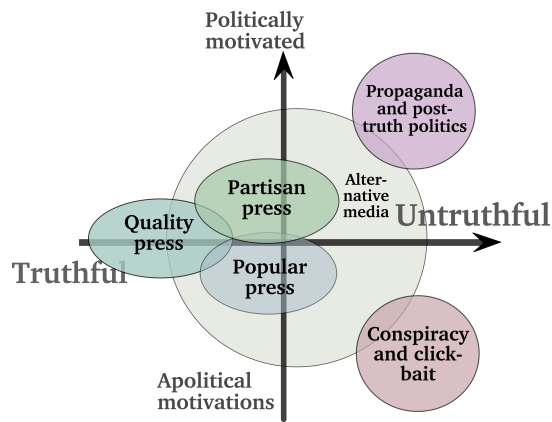 Politically
motivated
Propaganda
and post-
truth politics
Partisan
press
Alter-
native
media
Untruthful
Quality
press
Truthful
Popular
press
Conspiracy
and click-
bait
Apolitical
motivations